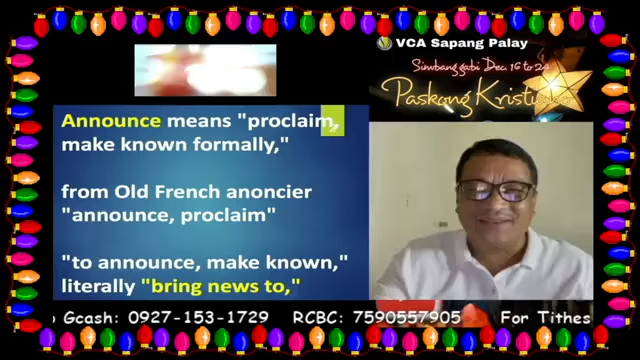 VCA Sapang Palay
Simbang gabi Dec. 16 to 24
Paskong
Announce means "proclaim,
make known formally,"
from Old French anoncier
"announce, proclaim"
"to announce, make known,"
literally "bring news to,"
Gcash: 0927-153-1729 RCBC: 7590557905 For Tithes